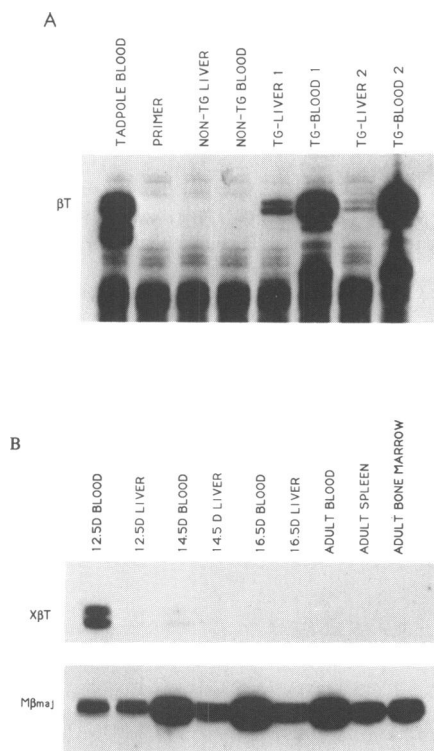 A
TADPOLE BLOOD
PRIMER
NON-TG LIVER
NON-TG BLOOD
TG-LIVER 1
TG-BLOOD 1
TG-LIVER 2
TG-BLOOD 2
βT
B
12.5D BLOOD
12.5D LIVER
14.5D BLOOD
14.5 D LIVER
16.5D BLOOD
16.5D LIVER
ADULT BLOOD
ADULT SPLEEN
ADULT BONE MARROW
XβT
Mβmaj